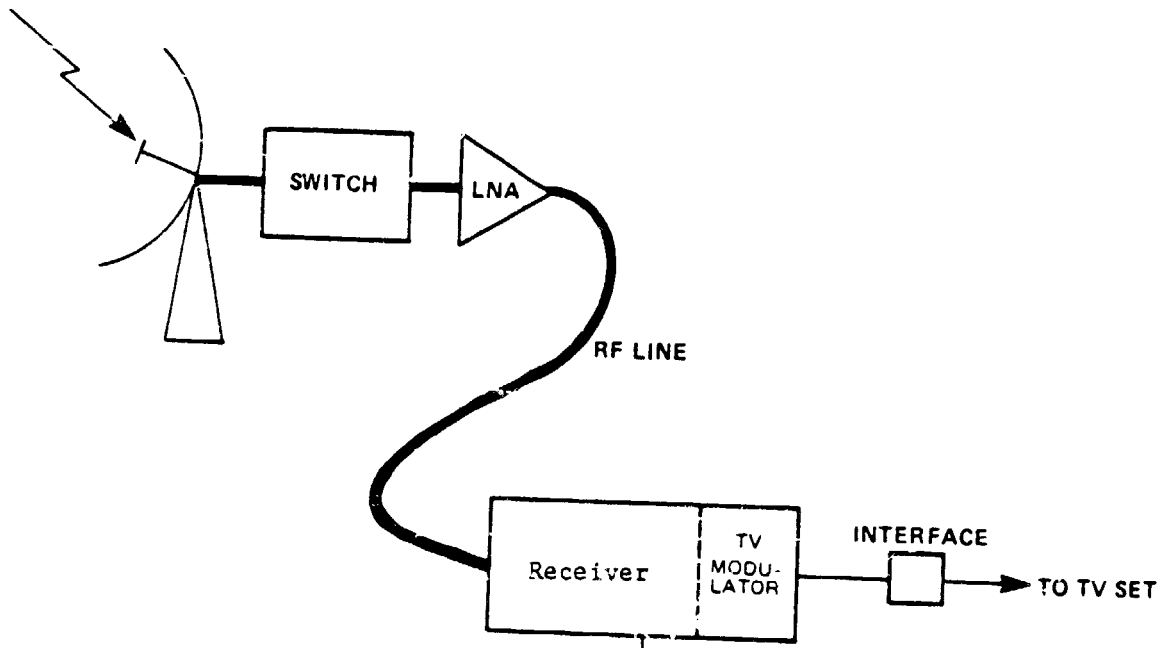 SWITCH
LNA
RF LINE
Receiver
TV
MODU-
LATOR
INTERFACE
TO TV SET